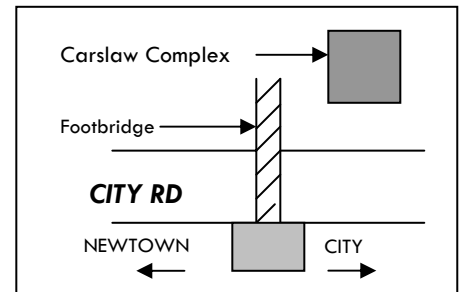 Carslaw Complex
Footbridge
CITY RD
NEWTOWN
CITY